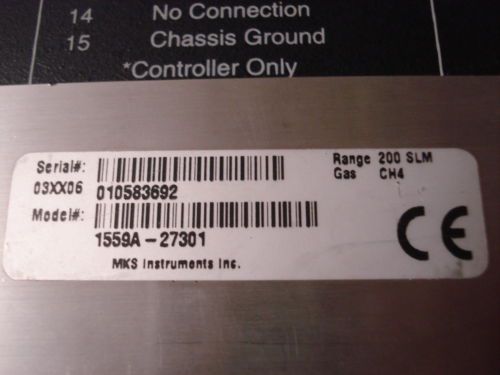 14 No Connection
15 Chassis Ground
*Controller Only
Serial#:
03XX06 010583692
Model#:
1559A-27301
MKS Instruments Inc.
Range 200 SLM
Gas CH4
CE